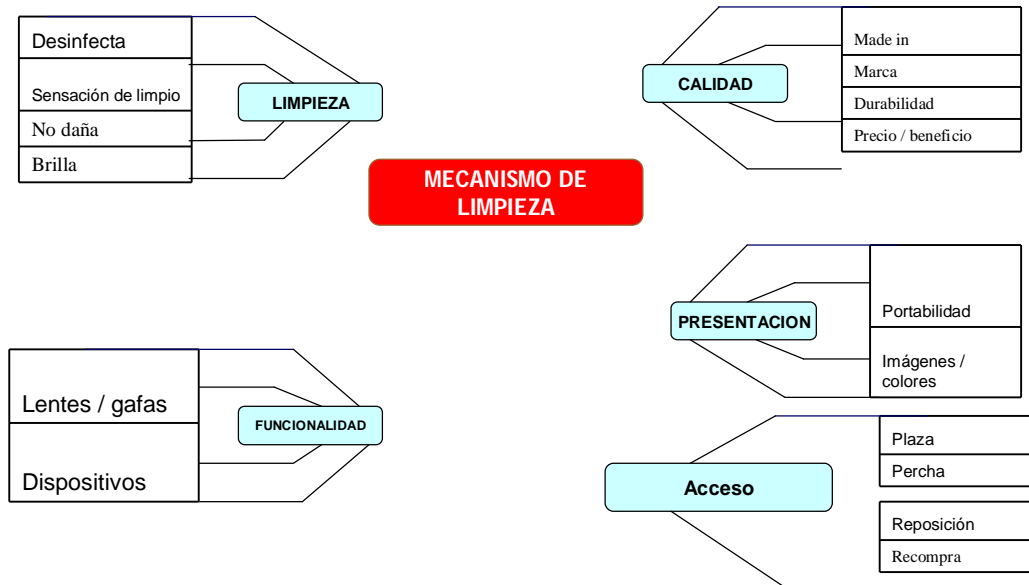 Desinfecta
Sensación de limpio
No daña
Brilla
LIMPIEZA
CALIDAD
Made in
Marca
Durabilidad
Precio / beneficio
MECANISMO DE
LIMPIEZA
PRESENTACION
Portabilidad
Imágenes /
colores
Lentes / gafas
Dispositivos
FUNCIONALIDAD
Acceso
Plaza
Percha
Reposición
Recompra